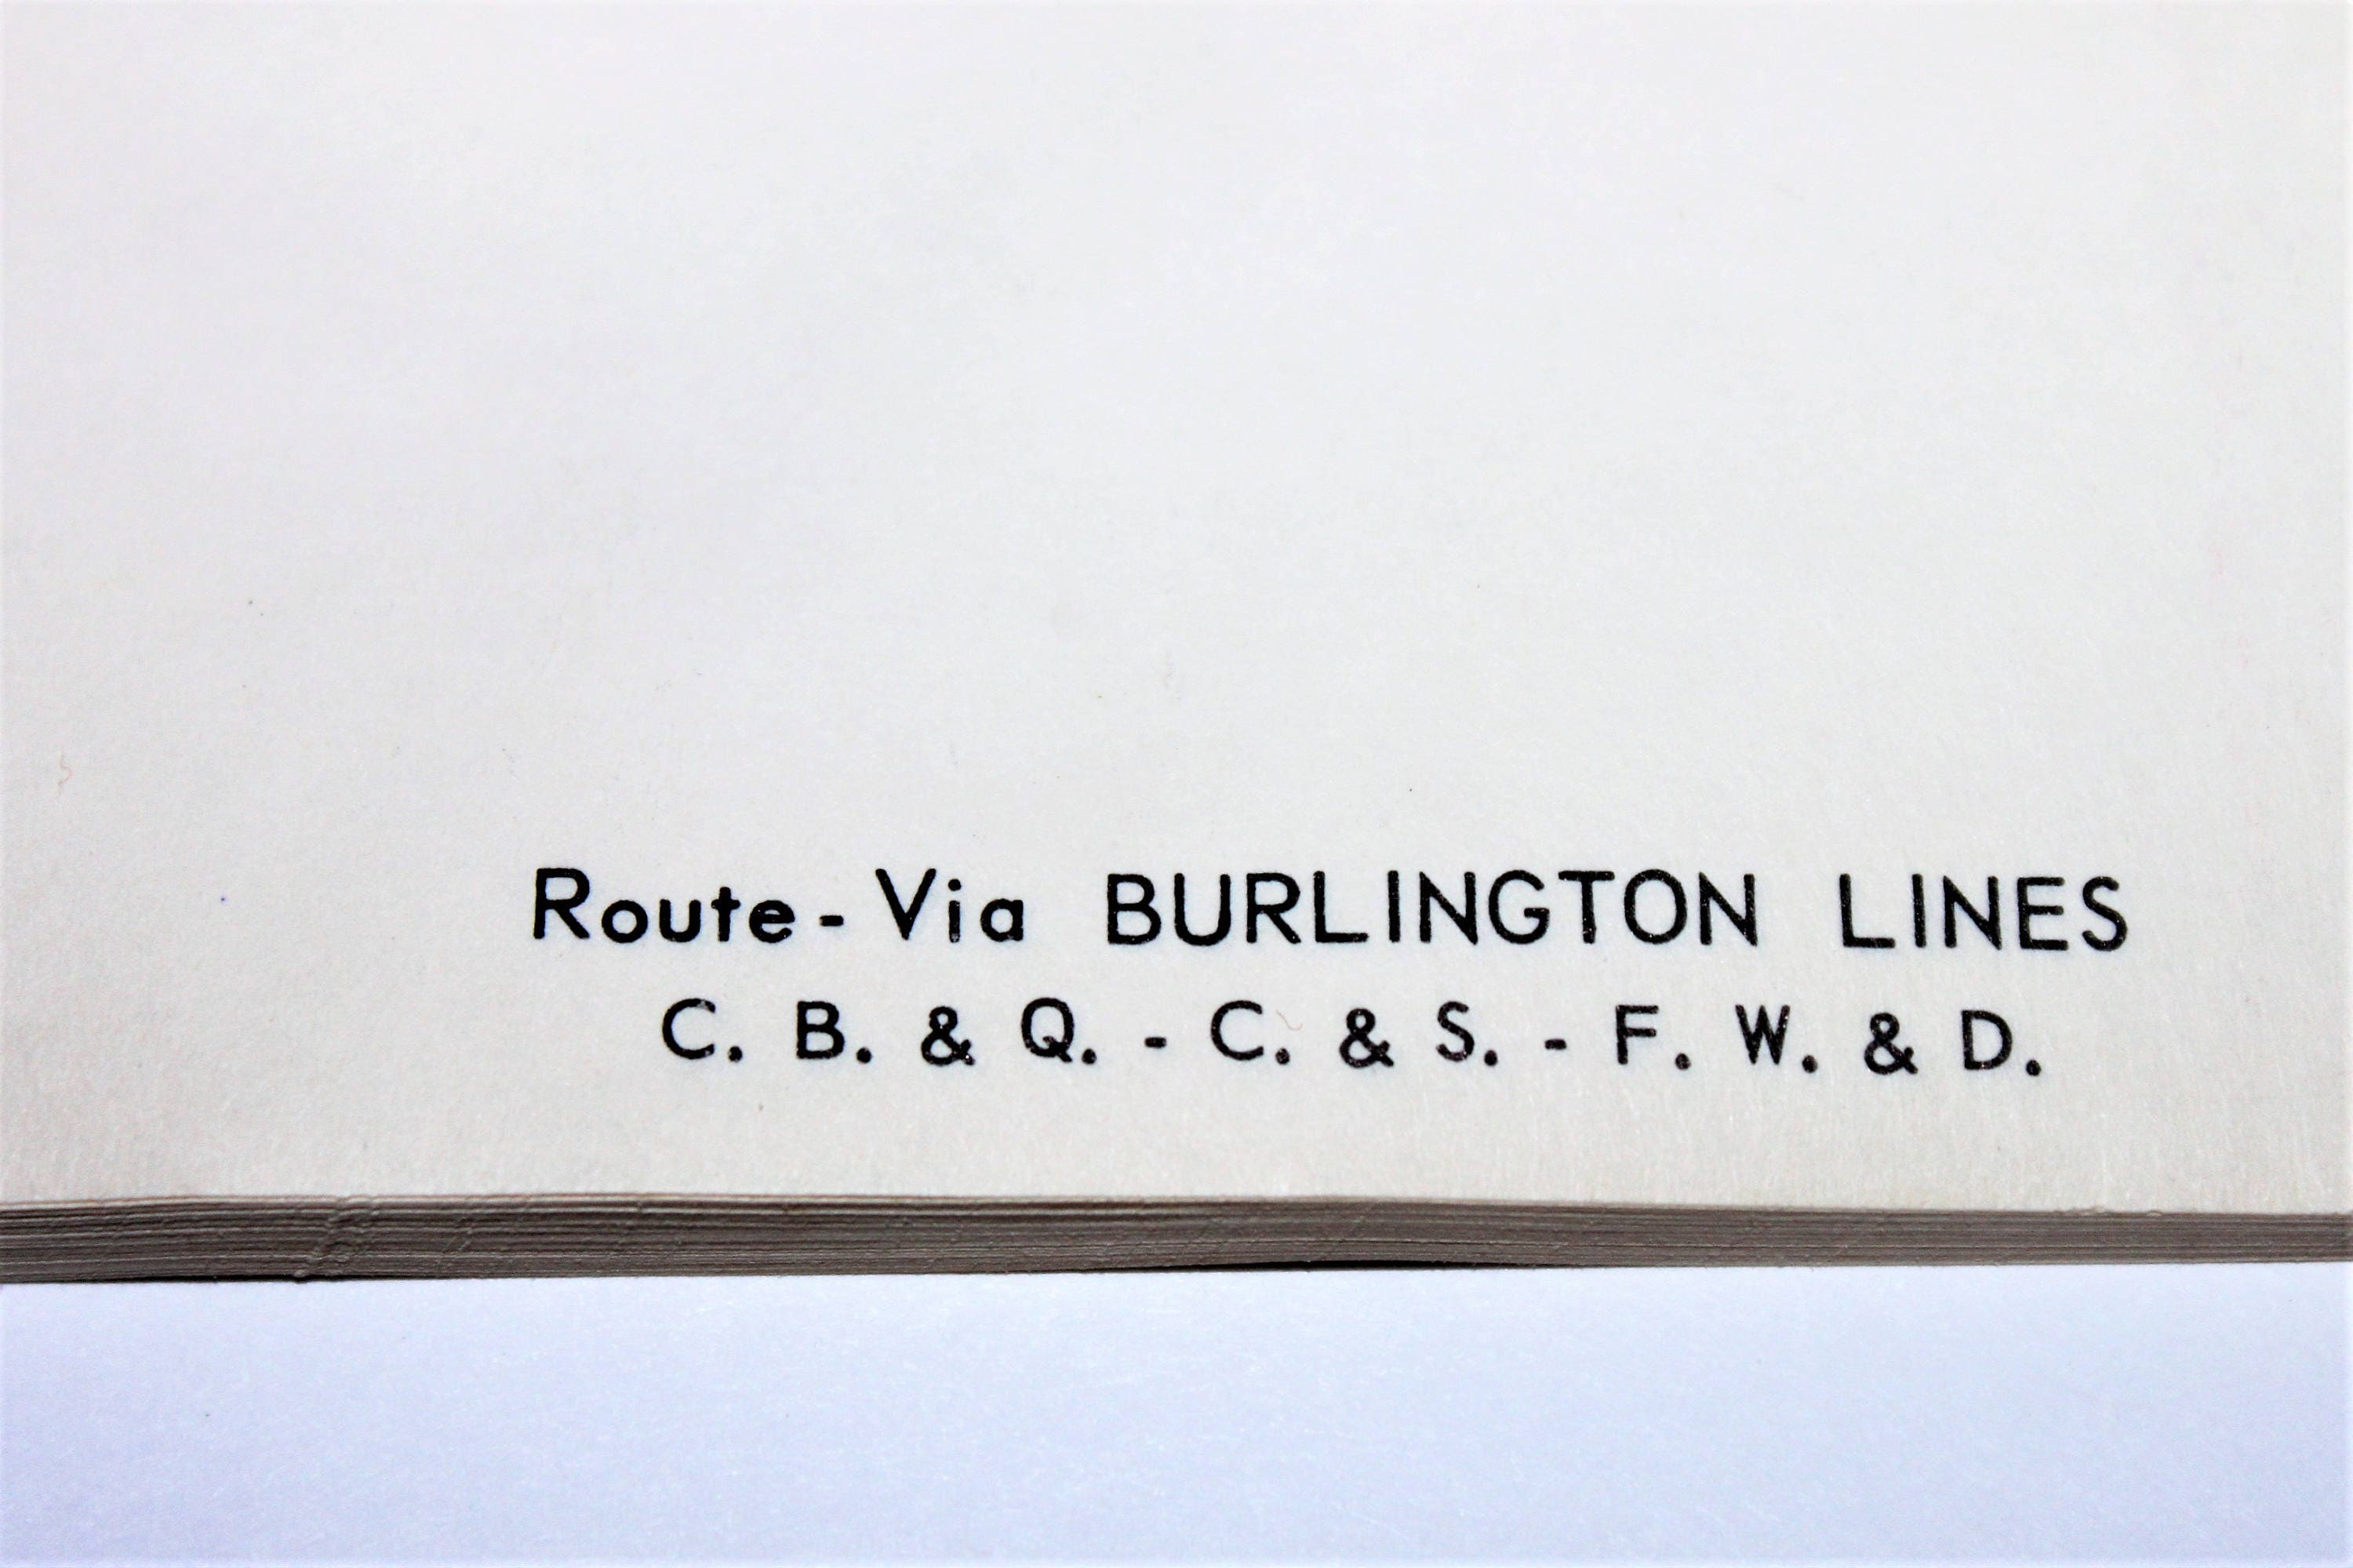 Route - Via BURLINGTON LINES
C. B. & Q. - C. & S. - F. W. & D.